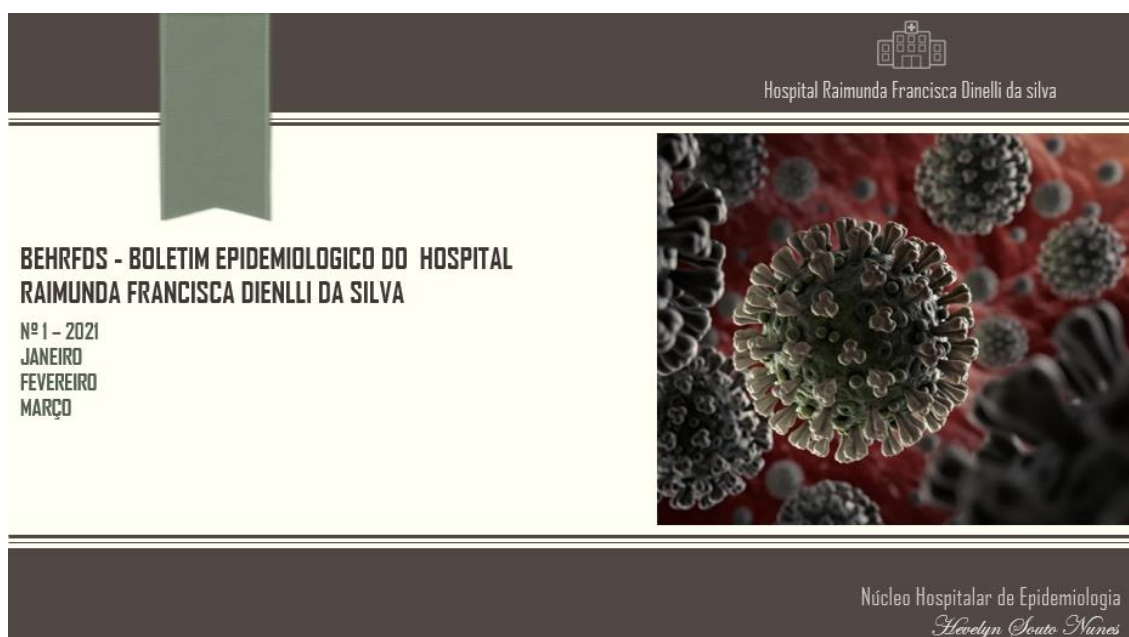 Hospital Raimunda Francisca Dinelli da silva
BEHRFDS - BOLETIM EPIDEMIOLOGICO DO HOSPITAL
RAIMUNDA FRANCISCA DIENLLI DA SILVA
Nº 1 – 2021
JANEIRO
FEVEREIRO
MARÇO
Núcleo Hospitalar de Epidemiologia
Hevelyn Souto Nunes